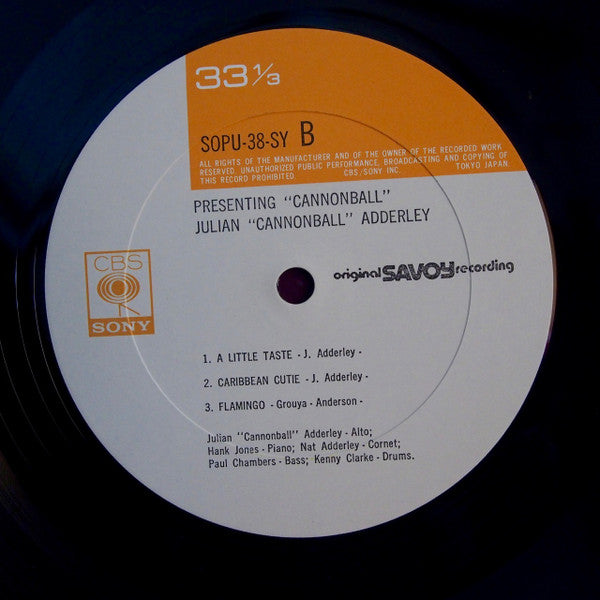 33 1/3
SOPU-38-SY B
ALL RIGHTS OF THE MANUFACTURER AND OF THE OWNER OF THE RECORDED WORK
RESERVED. UNAUTHORIZED PUBLIC PERFORMANCE, BROADCASTING AND COPYING OF
THIS RECORD PROHIBITED. CBS/SONY INC. TOKYO JAPAN
PRESENTING "CANNONBALL"
JULIAN "CANNONBALL" ADDERLEY
CBS
SONY
original SAVOY recording
1. A LITTLE TASTE - J. Adderley -
2. CARIBBEAN CUTIE - J. Adderley -
3. FLAMINGO - Grouya - Anderson -
Julian "Cannonball" Adderley - Alto;
Hank Jones - Piano; Nat Adderley - Cornet;
Paul Chambers - Bass; Kenny Clarke - Drums.